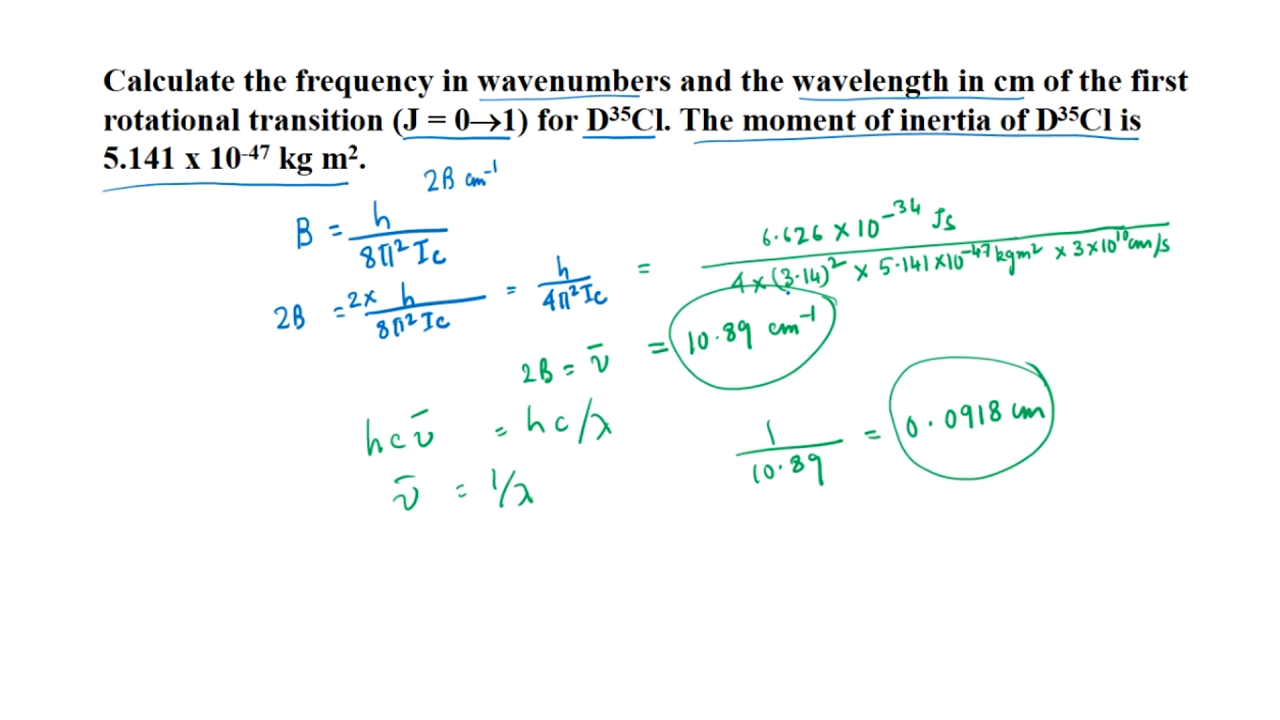 Calculate the frequency in wavenumbers and the wavelength in cm of the first
rotational transition (J = 0→1) for D³⁵Cl. The moment of inertia of D³⁵Cl is
5.141 x 10⁻⁴⁷ kg m².
2B cm⁻¹
B = h / 8π²Ic
2B = 2x h / 8π²Ic = h / 4π²Ic = 6.626 × 10⁻³⁴ Js / 4 × (3.14)² × 5.141 × 10⁻⁴⁷ kgm² × 3×10¹⁰ cm/s
2B = ν̄ = 10.89 cm⁻¹
hcν̄ = hc/λ
ν̄ = 1/λ
1 / 10.89 = 0.0918 cm